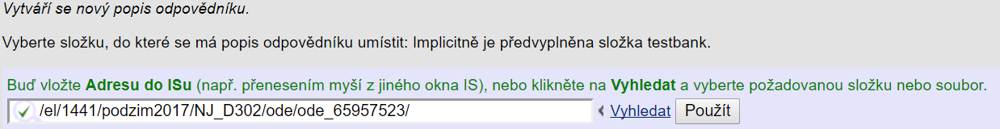 Vytváří se nový popis odpovědníku.
Vyberte složku, do které se má popis odpovědníku umístit: Implicitně je předvyplněna složka testbank.
Buď vložte Adresu do ISu (např. přenesením myší z jiného okna IS), nebo klikněte na Vyhledat a vyberte požadovanou složku nebo soubor.
/el/1441/podzim2017/NJ_D302/ode/ode_65957523/ Vyhledat Použít